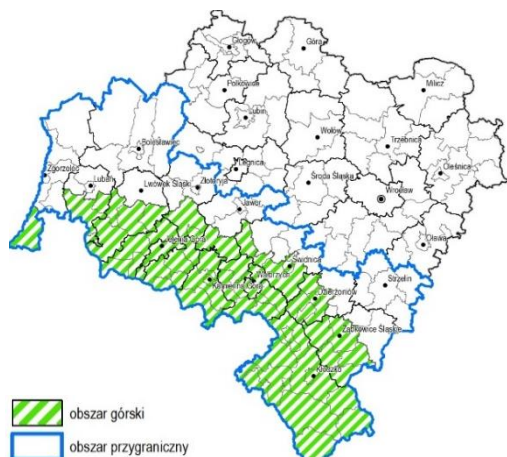 Głogów
Góra
Polkowice
Milicz
Lubin
Wołów
Trzebnica
Bolesławiec
Oleśnica
Zgorzelec
Lubań
Lwówek Śląski
Złotoryja
Legnica
Środa Śląska
Wrocław
Jawor
Oława
Jelenia Góra
Świdnica
Strzelin
Kamienna Góra
Wałbrzych
Dzierżoniów
Ząbkowice Śląskie
Kłodzko
obszar górski
obszar przygraniczny